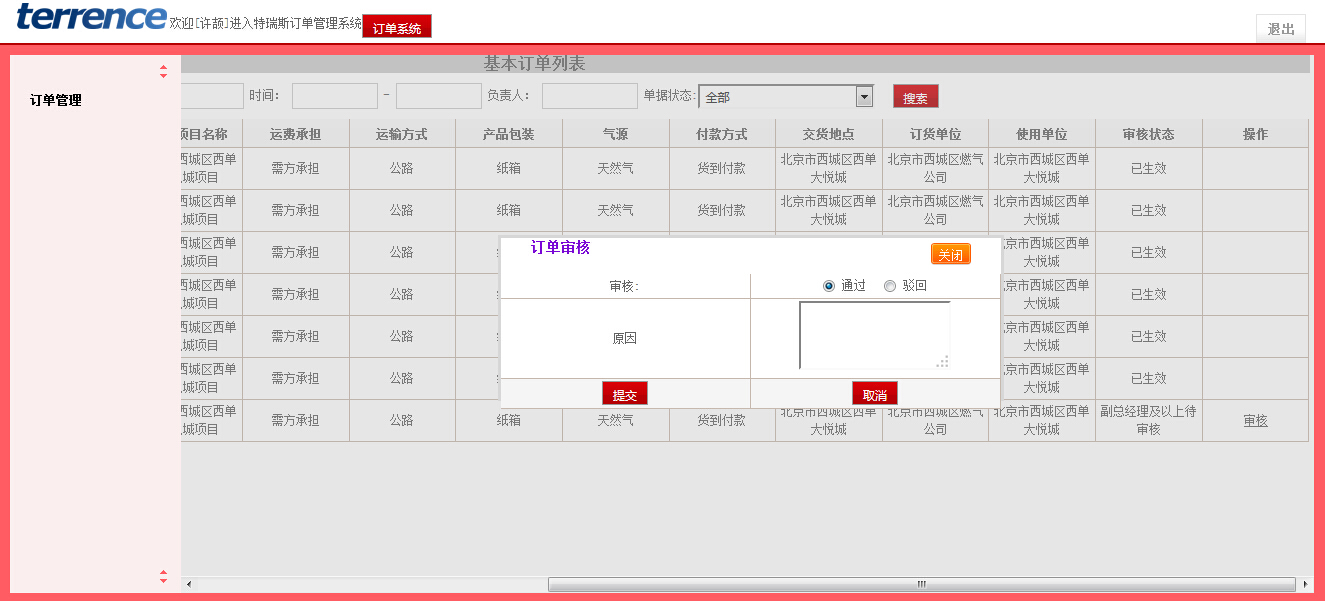 terrence 欢迎[许颉]进入特瑞斯订单管理系统 订单系统 退出
订单管理
基本订单列表
时间： - 负责人： 单据状态: 全部 搜索
项目名称 运费承担 运输方式 产品包装 气源 付款方式 交货地点 订货单位 使用单位 审核状态 操作
西城区西单 北京市西城区西单 北京市西城区燃气 北京市西城区西单
城项目 需方承担 公路 纸箱 天然气 货到付款 大悦城 公司 大悦城 已生效
西城区西单 北京市西城区西单 北京市西城区燃气 北京市西城区西单
城项目 需方承担 公路 纸箱 天然气 货到付款 大悦城 公司 大悦城 已生效
西城区西单 京市西城区西单
城项目 需方承担 公路 大悦城 已生效
西城区西单 京市西城区西单
城项目 需方承担 公路 大悦城 已生效
西城区西单 京市西城区西单
城项目 需方承担 公路 大悦城 已生效
西城区西单 京市西城区西单
城项目 需方承担 公路 大悦城 已生效
西城区西单 北京市西城区西单 北京市西城区燃气 北京市西城区西单 副总经理及以上待
城项目 需方承担 公路 纸箱 天然气 货到付款 大悦城 公司 大悦城 审核 审核
订单审核 关闭
审核: 通过 驳回
原因
提交 取消